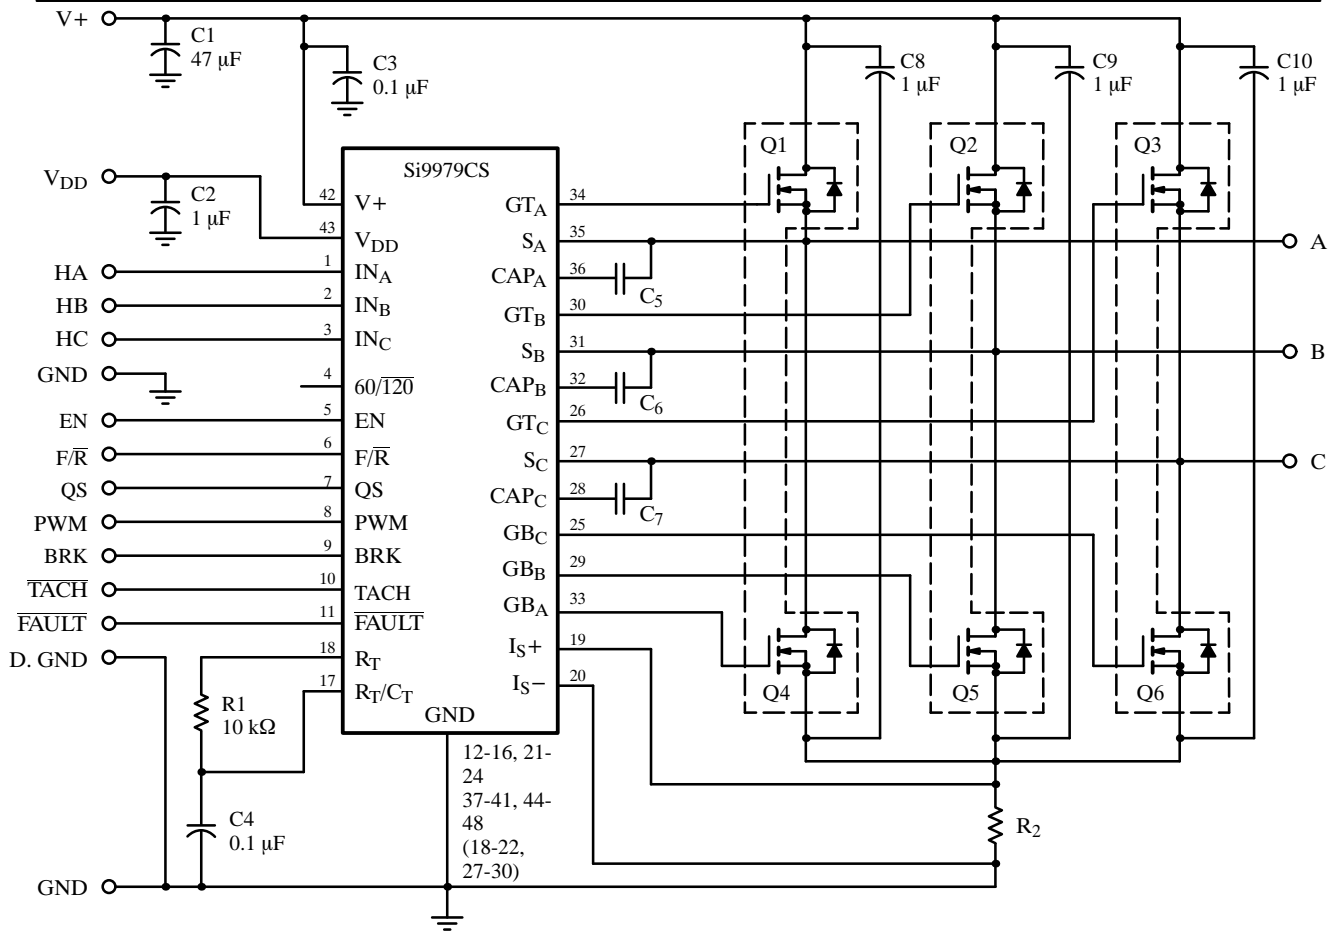 V+
C1
47 µF
C3
0.1 µF
C8
1 µF
C9
1 µF
C10
1 µF
VDD
C2
1 µF
Si9979CS
Q1
Q2
Q3
42
V+
43
VDD
HA
1
INA
HB
2
INB
HC
3
INC
GND
4
60/120
EN
5
EN
F/R
6
F/R
QS
7
QS
PWM
8
PWM
BRK
9
BRK
TACH
10
TACH
FAULT
11
FAULT
D. GND
18
RT
17
RT/CT
GND
GTA
34
SA
35
A
CAPA
36
C5
GTB
30
SB
31
B
CAPB
32
C6
GTC
26
SC
27
C
CAPC
28
C7
GBC
25
GBB
29
GBA
33
IS+
19
IS−
20
Q4
Q5
Q6
R1
10 kΩ
C4
0.1 µF
12-16, 21-
24
37-41, 44-
48
(18-22,
27-30)
R2
GND